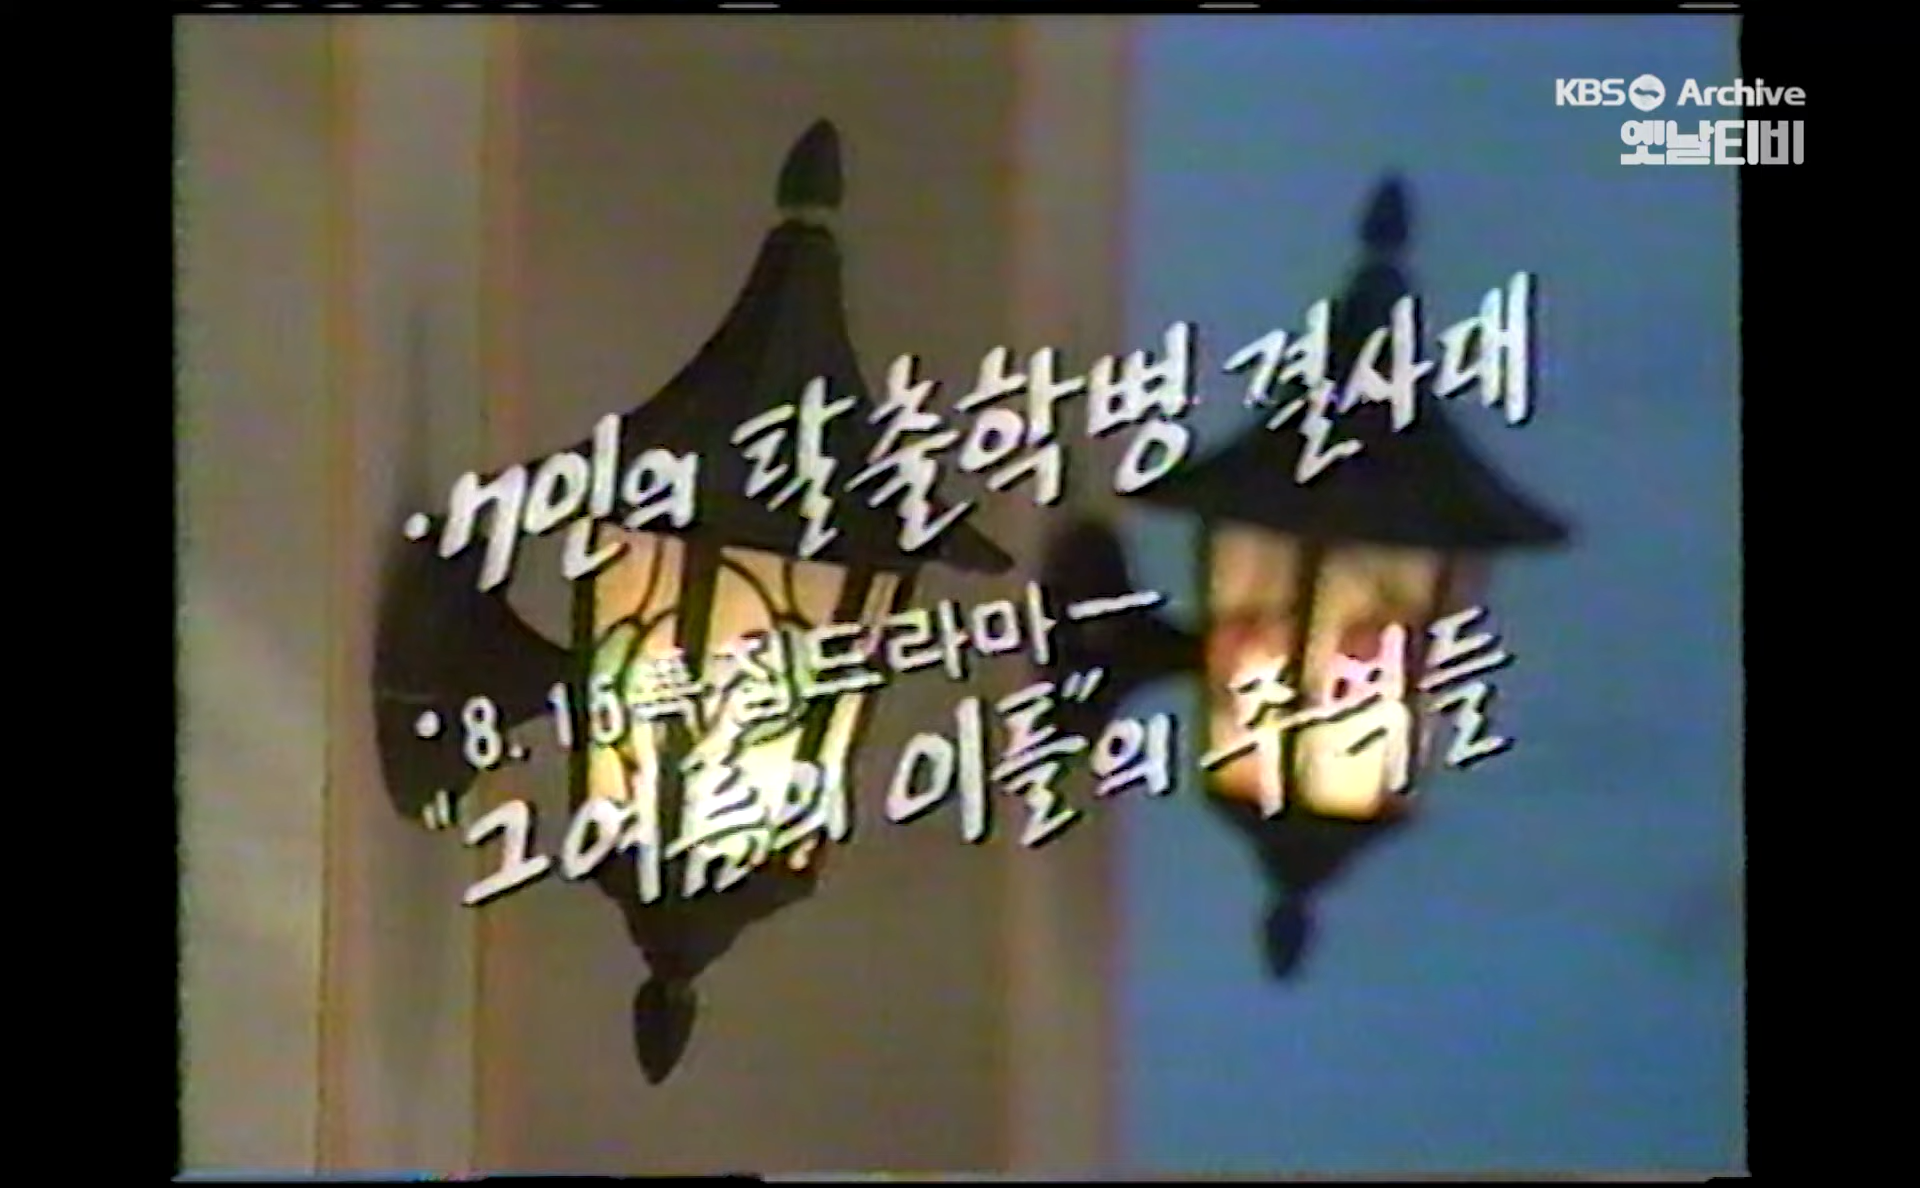 KBS Archive
옛날티비
·7인의 탈출학병 결사대
·8.15특집드라마—
"그여름의 이틀"의 주역들